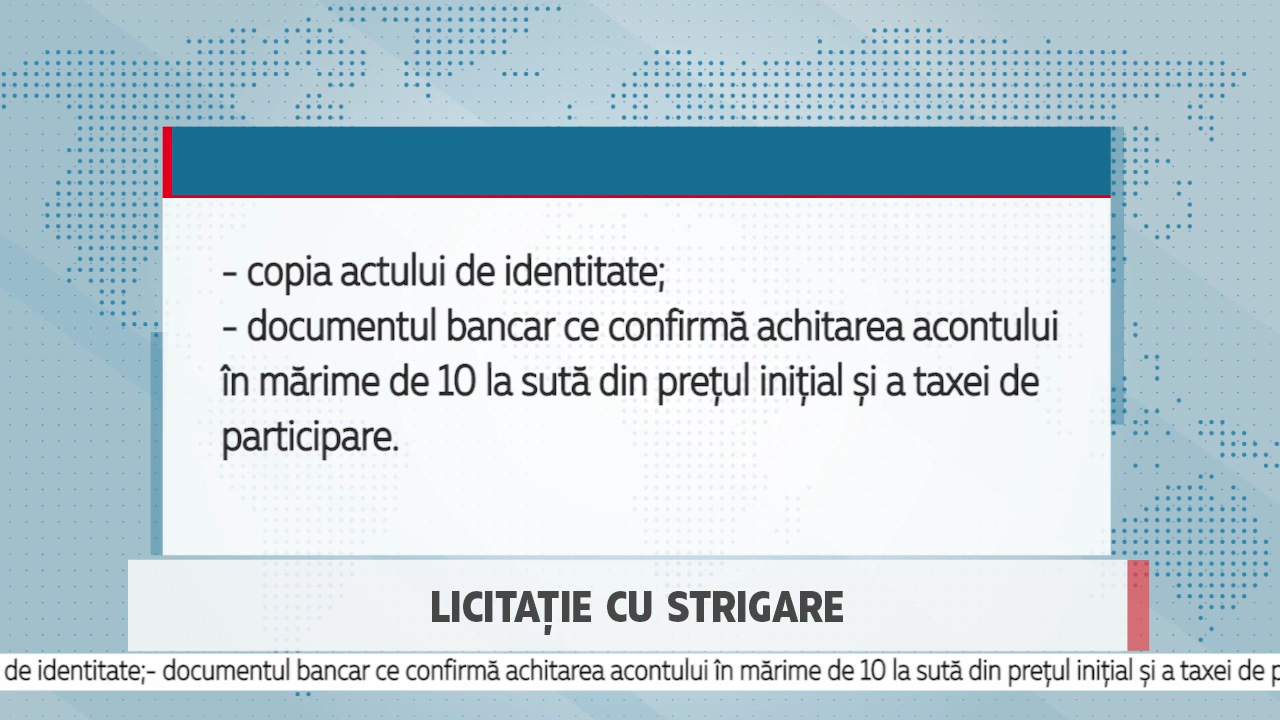 - copia actului de identitate;
- documentul bancar ce confirmă achitarea acontului
în mărime de 10 la sută din prețul inițial și a taxei de
participare.
LICITAȚIE CU STRIGARE
de identitate;- documentul bancar ce confirmă achitarea acontului în mărime de 10 la sută din prețul inițial și a taxei de